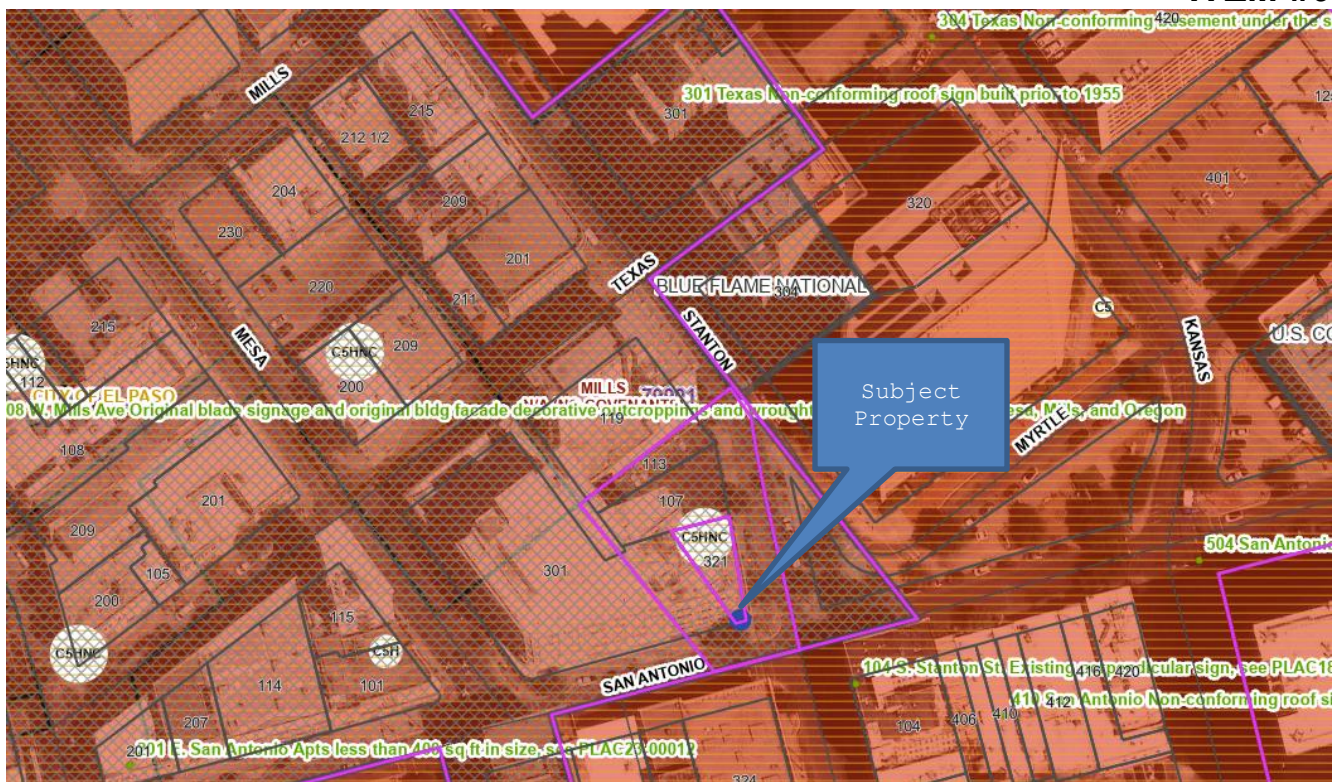 304 Texas Non-conforming basement under the s
420
MILLS
215
301 Texas Non-conforming roof sign built prior to 1955
301
212 1/2
204
401
209
320
230
201
TEXAS
220
BLUE FLAME NATIONAL
304
211
C5
215
STANTON
KANSAS
U.S. CO
MESA
C5HNC
209
112
200
Subject
Property
CITY OF EL PASO
MILLS
79901
08 W. Mills Ave Original blade signage and original bldg facade decorative outcroppings and wrought
esa, Mills, and Oregon
119
MYRTLE
108
113
201
107
209
C5HNC
504 San Antonio
321
301
105
200
115
C5HNC
C5H
SAN ANTONIO
104 S. Stanton St. Existing perpendicular sign, see PLAC18
416
420
114
101
410 San Antonio Non-conforming roof si
412
207
104
406
410
201
01 E. San Antonio Apts less than 400 sq ft in size, see PLAC23-00012
324